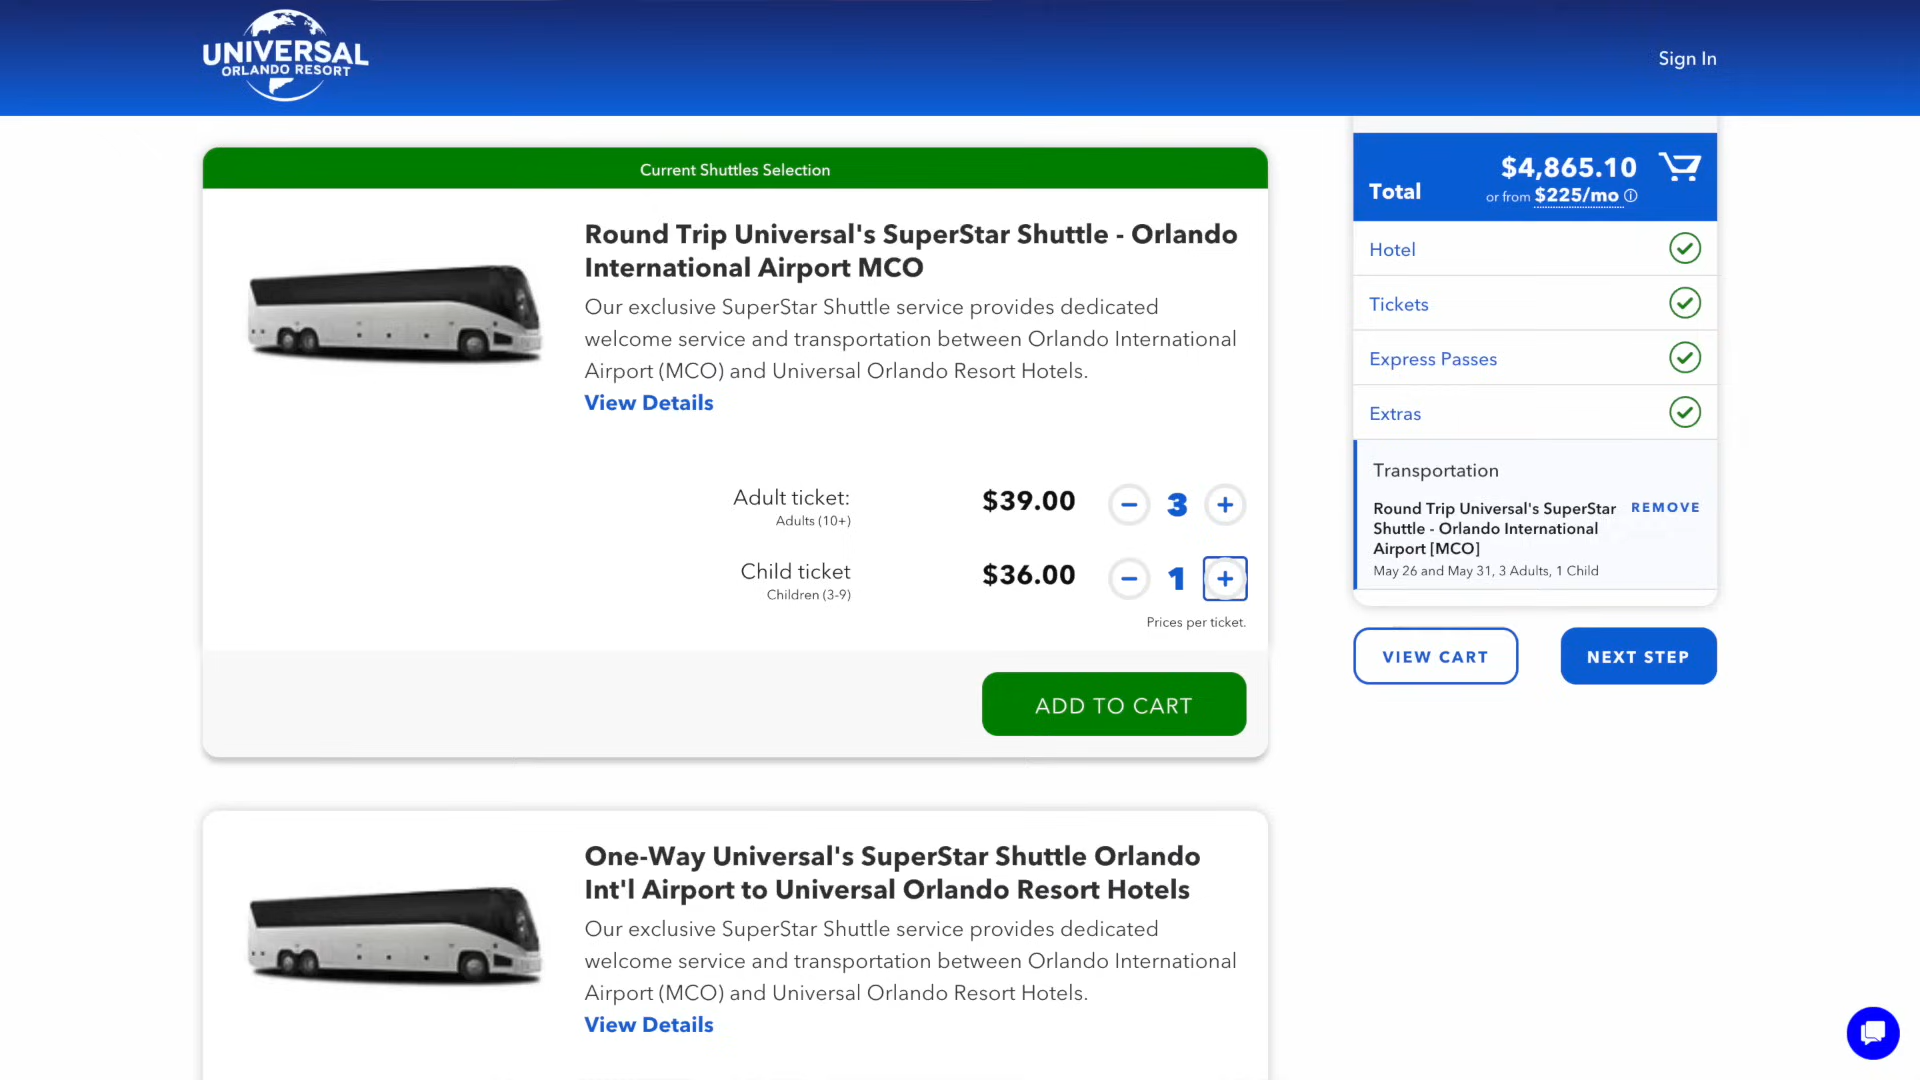 UNIVERSAL
ORLANDO RESORT
Sign In
Current Shuttles Selection
Round Trip Universal's SuperStar Shuttle - Orlando
International Airport MCO
Our exclusive SuperStar Shuttle service provides dedicated
welcome service and transportation between Orlando International
Airport (MCO) and Universal Orlando Resort Hotels.
View Details
Adult ticket:
Adults (10+)
$39.00
− 3 +
Child ticket
Children (3-9)
$36.00
− 1 +
Prices per ticket.
ADD TO CART
One-Way Universal's SuperStar Shuttle Orlando
Int'l Airport to Universal Orlando Resort Hotels
Our exclusive SuperStar Shuttle service provides dedicated
welcome service and transportation between Orlando International
Airport (MCO) and Universal Orlando Resort Hotels.
View Details
Total
$4,865.10
or from $225/mo
Hotel
Tickets
Express Passes
Extras
Transportation
Round Trip Universal's SuperStar
Shuttle - Orlando International
Airport [MCO]
REMOVE
May 26 and May 31, 3 Adults, 1 Child
VIEW CART
NEXT STEP